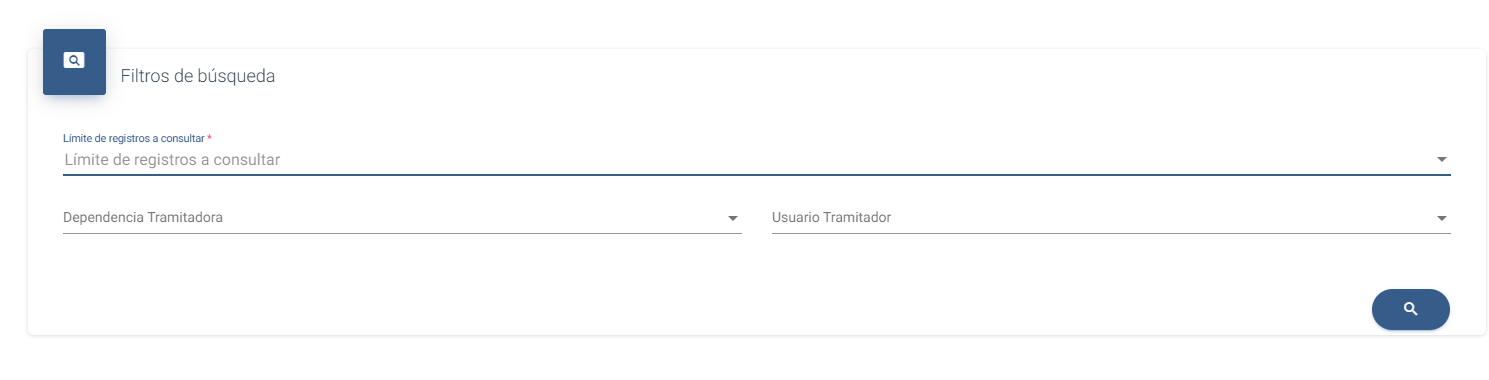 Filtros de búsqueda
Límite de registros a consultar *
Límite de registros a consultar
Dependencia Tramitadora
Usuario Tramitador